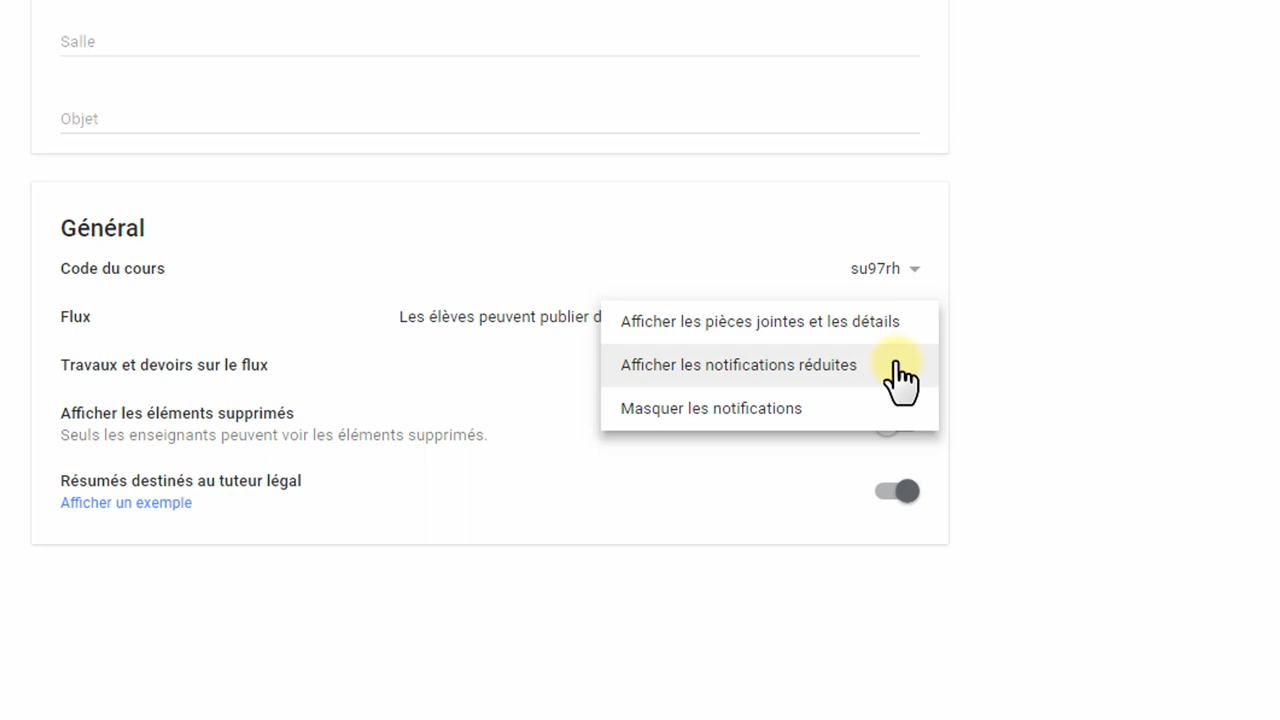 Salle
Objet
Général
Code du cours su97rh
Flux Les élèves peuvent publier d
Afficher les pièces jointes et les détails
Travaux et devoirs sur le flux
Afficher les notifications réduites
Masquer les notifications
Afficher les éléments supprimés
Seuls les enseignants peuvent voir les éléments supprimés.
Résumés destinés au tuteur légal
Afficher un exemple